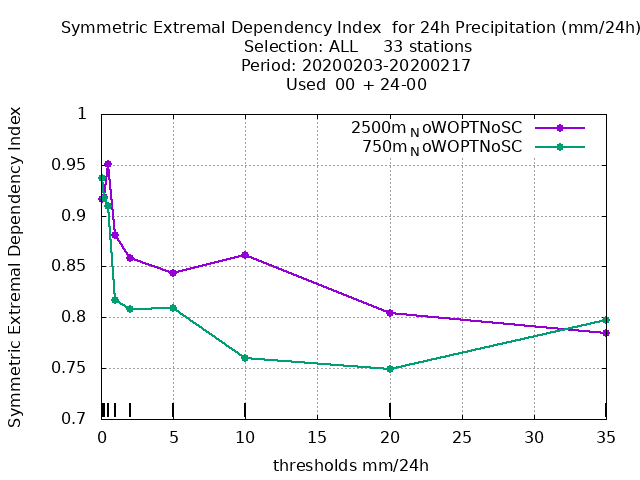 Symmetric Extremal Dependency Index  for 24h Precipitation (mm/24h)
Selection: ALL     33 stations
Period: 20200203-20200217
Used  00 + 24-00
2500m_NoWOPTNoSC
750m_NoWOPTNoSC
Symmetric Extremal Dependency Index
1
0.95
0.9
0.85
0.8
0.75
0.7
0 5 10 15 20 25 30 35
thresholds mm/24h